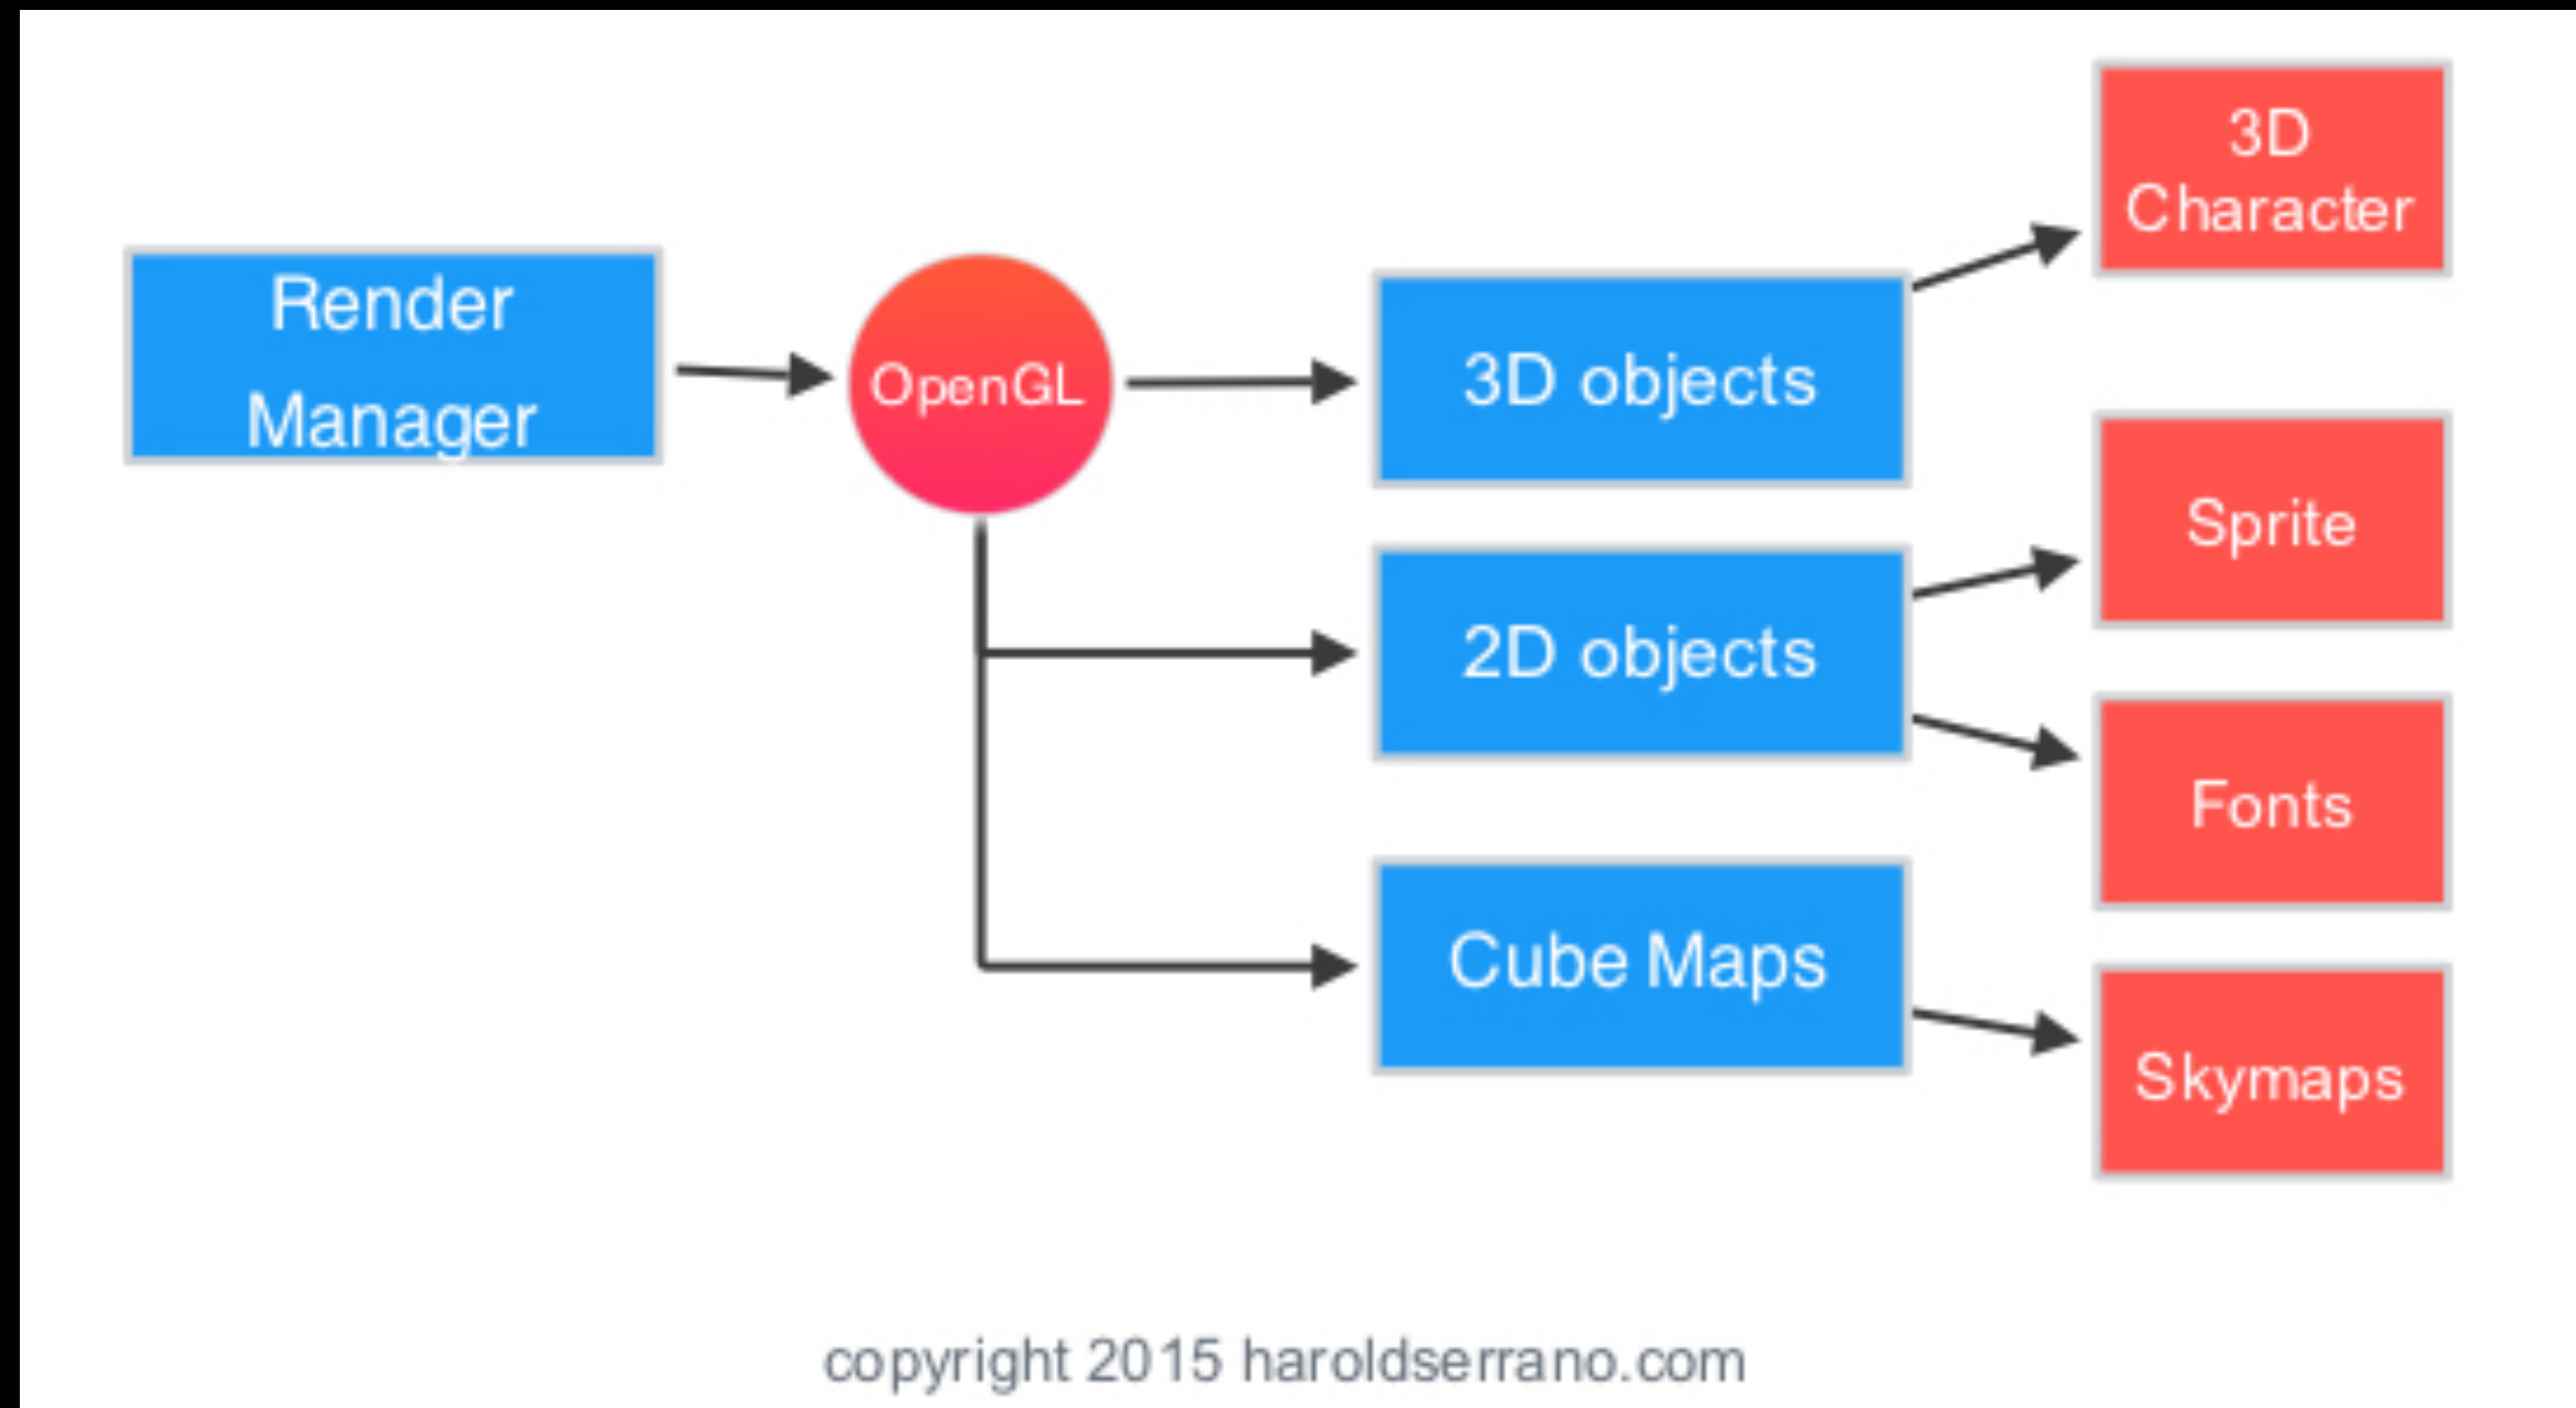 Render
Manager
OpenGL
3D objects
2D objects
Cube Maps
3D
Character
Sprite
Fonts
Skymaps
copyright 2015 haroldserrano.com